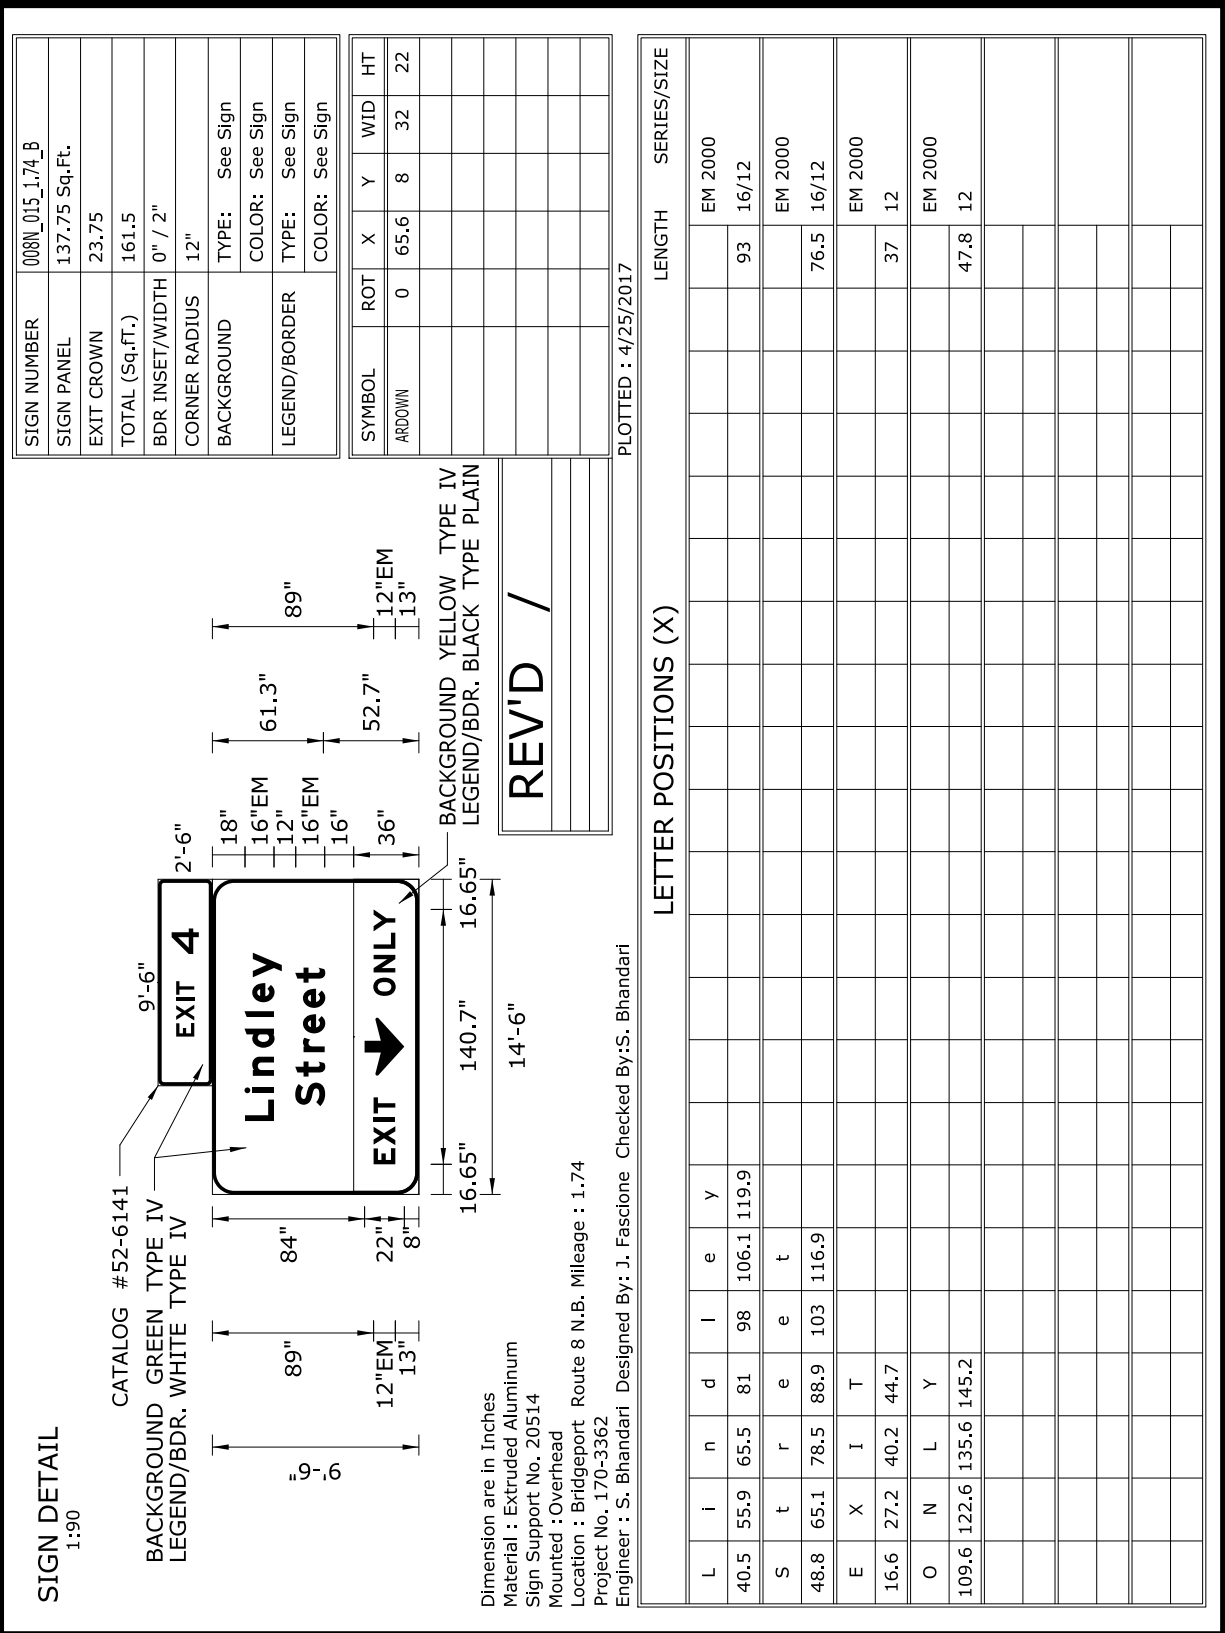 SIGN DETAIL
1:90
CATALOG #52-6141
BACKGROUND GREEN TYPE IV
LEGEND/BDR. WHITE TYPE IV
9'-6"
2'-6"
EXIT 4
Lindley
Street
EXIT ONLY
18"
16"EM
12"
16"EM
16"
36"
61.3"
52.7"
89"
12"EM
13"
84"
22"
8"
89"
12"EM
13"
9'-6"
16.65" 140.7" 16.65"
14'-6"
BACKGROUND YELLOW TYPE IV
LEGEND/BDR. BLACK TYPE PLAIN
SIGN NUMBER 008N_015_1.74_B
SIGN PANEL 137.75 Sq.Ft.
EXIT CROWN 23.75
TOTAL (Sq.fT.) 161.5
BDR INSET/WIDTH 0" / 2"
CORNER RADIUS 12"
BACKGROUND TYPE: See Sign
COLOR: See Sign
LEGEND/BORDER TYPE: See Sign
COLOR: See Sign
SYMBOL ROT X Y WID HT
ARDOWN 0 65.6 8 32 22
REV'D /
Dimension are in Inches
Material : Extruded Aluminum
Sign Support No. 20514
Mounted : Overhead
Location : Bridgeport Route 8 N.B. Mileage : 1.74
Project No. 170-3362
Engineer : S. Bhandari Designed By: J. Fascione Checked By:S. Bhandari
PLOTTED : 4/25/2017
LETTER POSITIONS (X) LENGTH SERIES/SIZE
L i n d l e y EM 2000
40.5 55.9 65.5 81 98 106.1 119.9 93 16/12
S t r e e t EM 2000
48.8 65.1 78.5 88.9 103 116.9 76.5 16/12
E X I T EM 2000
16.6 27.2 40.2 44.7 37 12
O N L Y EM 2000
109.6 122.6 135.6 145.2 47.8 12